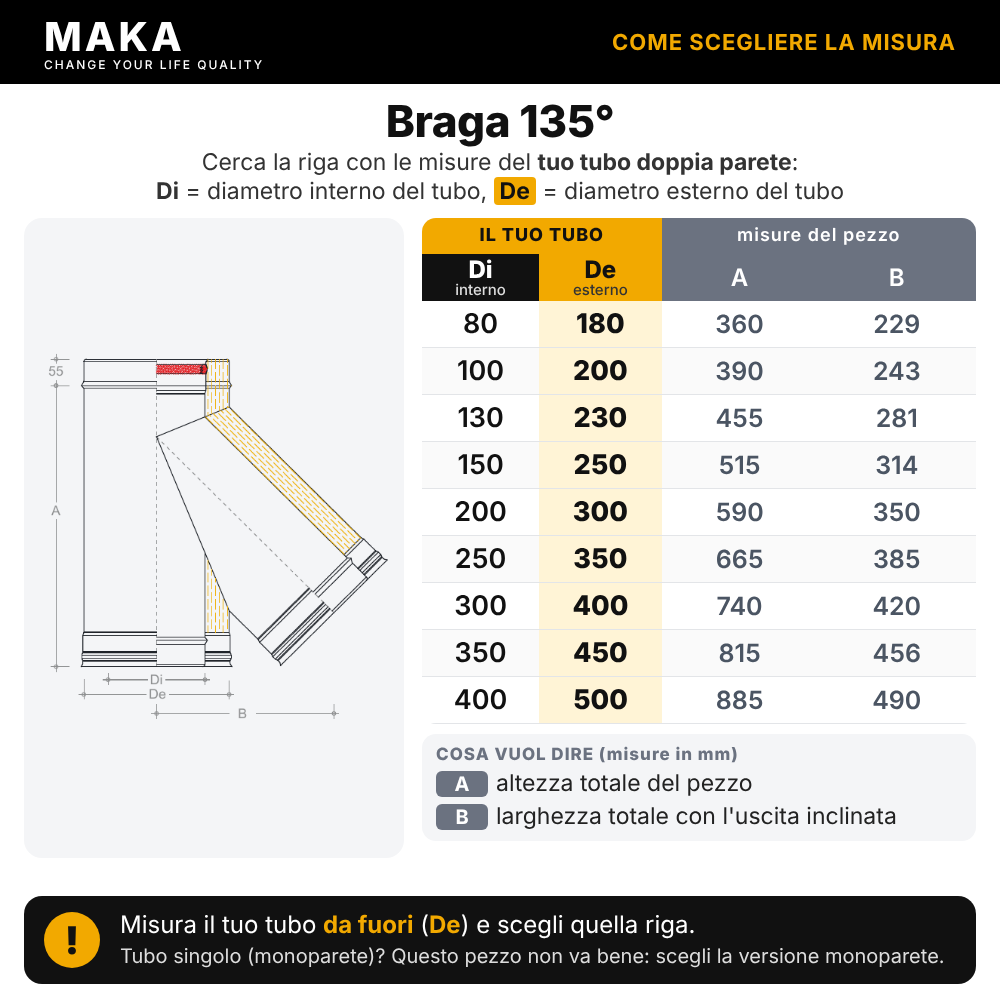 MAKA
CHANGE YOUR LIFE QUALITY
COME SCEGLIERE LA MISURA
Braga 135°
Cerca la riga con le misure del tuo tubo doppia parete:
Di = diametro interno del tubo, De = diametro esterno del tubo
55
A
Di
De
B
IL TUO TUBO misure del pezzo
Di interno De esterno A B
80 180 360 229
100 200 390 243
130 230 455 281
150 250 515 314
200 300 590 350
250 350 665 385
300 400 740 420
350 450 815 456
400 500 885 490
COSA VUOL DIRE (misure in mm)
A altezza totale del pezzo
B larghezza totale con l'uscita inclinata
! Misura il tuo tubo da fuori (De) e scegli quella riga.
Tubo singolo (monoparete)? Questo pezzo non va bene: scegli la versione monoparete.